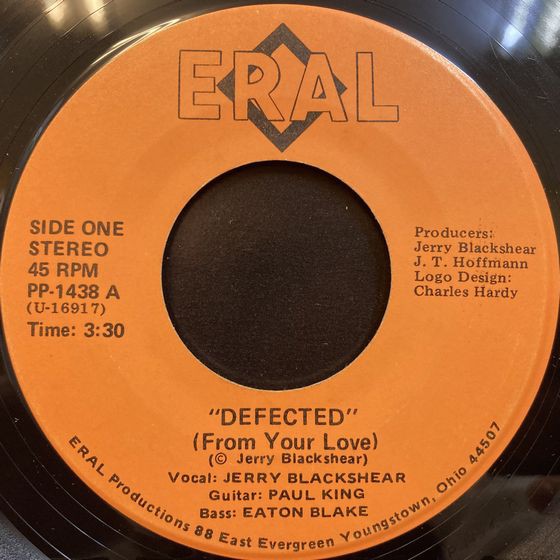 ERAL
SIDE ONE
STEREO
45 RPM
PP-1438 A
(U-16917)
Time: 3:30
Producers:
Jerry Blackshear
J. T. Hoffmann
Logo Design:
Charles Hardy
"DEFECTED"
(From Your Love)
(© Jerry Blackshear)
Vocal: JERRY BLACKSHEAR
Guitar: PAUL KING
Bass: EATON BLAKE
ERAL Productions 88 East Evergreen Youngstown, Ohio 44507